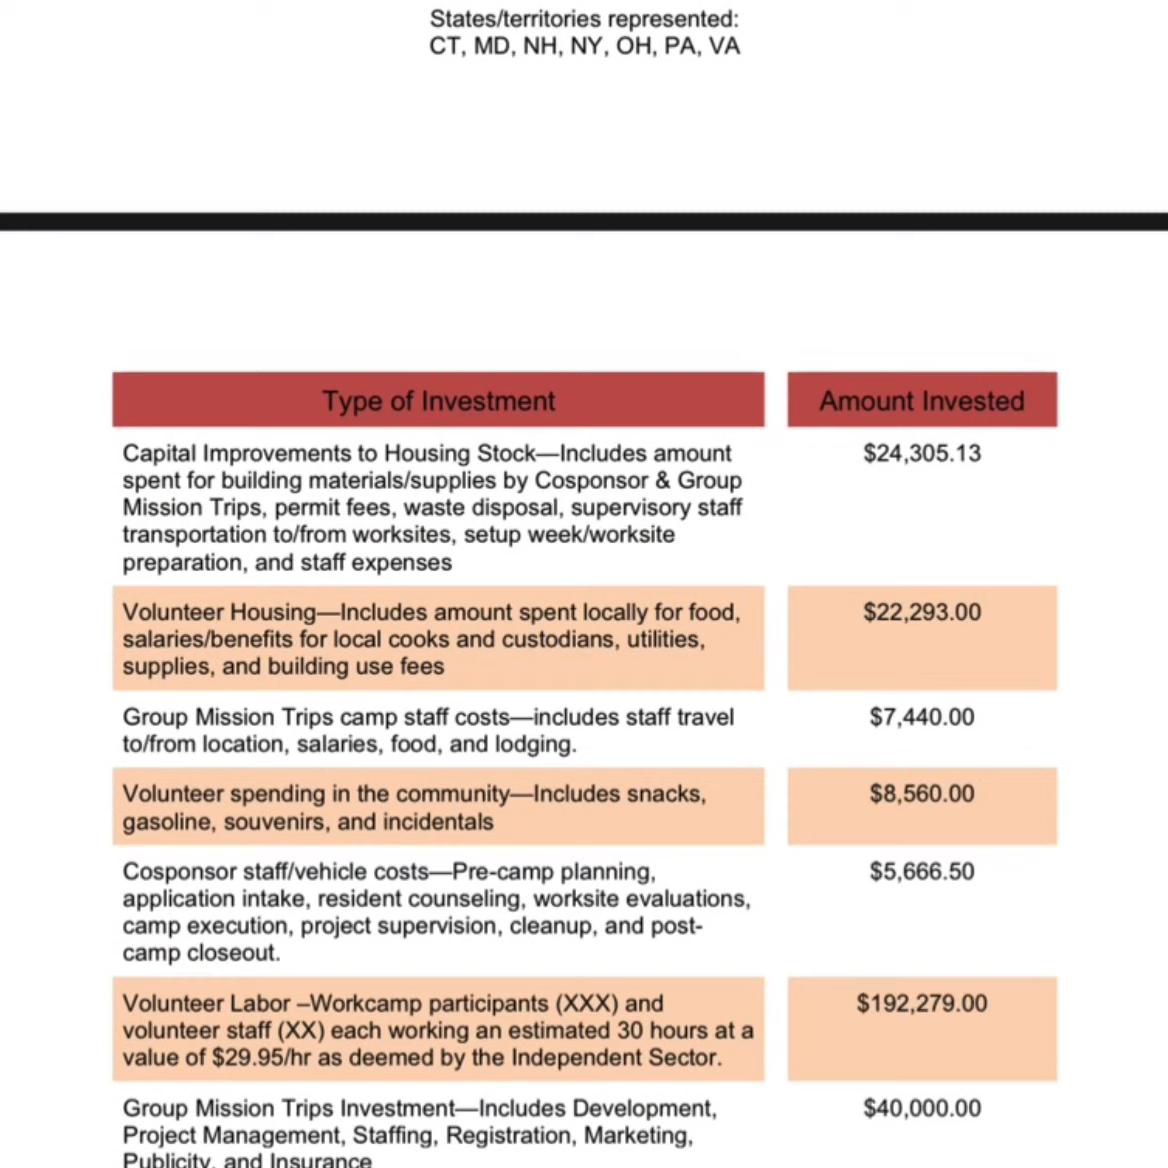 States/territories represented:
CT, MD, NH, NY, OH, PA, VA
Type of Investment
Amount Invested
Capital Improvements to Housing Stock—Includes amount
spent for building materials/supplies by Cosponsor & Group
Mission Trips, permit fees, waste disposal, supervisory staff
transportation to/from worksites, setup week/worksite
preparation, and staff expenses
$24,305.13
Volunteer Housing—Includes amount spent locally for food,
salaries/benefits for local cooks and custodians, utilities,
supplies, and building use fees
$22,293.00
Group Mission Trips camp staff costs—includes staff travel
to/from location, salaries, food, and lodging.
$7,440.00
Volunteer spending in the community—Includes snacks,
gasoline, souvenirs, and incidentals
$8,560.00
Cosponsor staff/vehicle costs—Pre-camp planning,
application intake, resident counseling, worksite evaluations,
camp execution, project supervision, cleanup, and post-
camp closeout.
$5,666.50
Volunteer Labor –Workcamp participants (XXX) and
volunteer staff (XX) each working an estimated 30 hours at a
value of $29.95/hr as deemed by the Independent Sector.
$192,279.00
Group Mission Trips Investment—Includes Development,
Project Management, Staffing, Registration, Marketing,
Publicity, and Insurance
$40,000.00